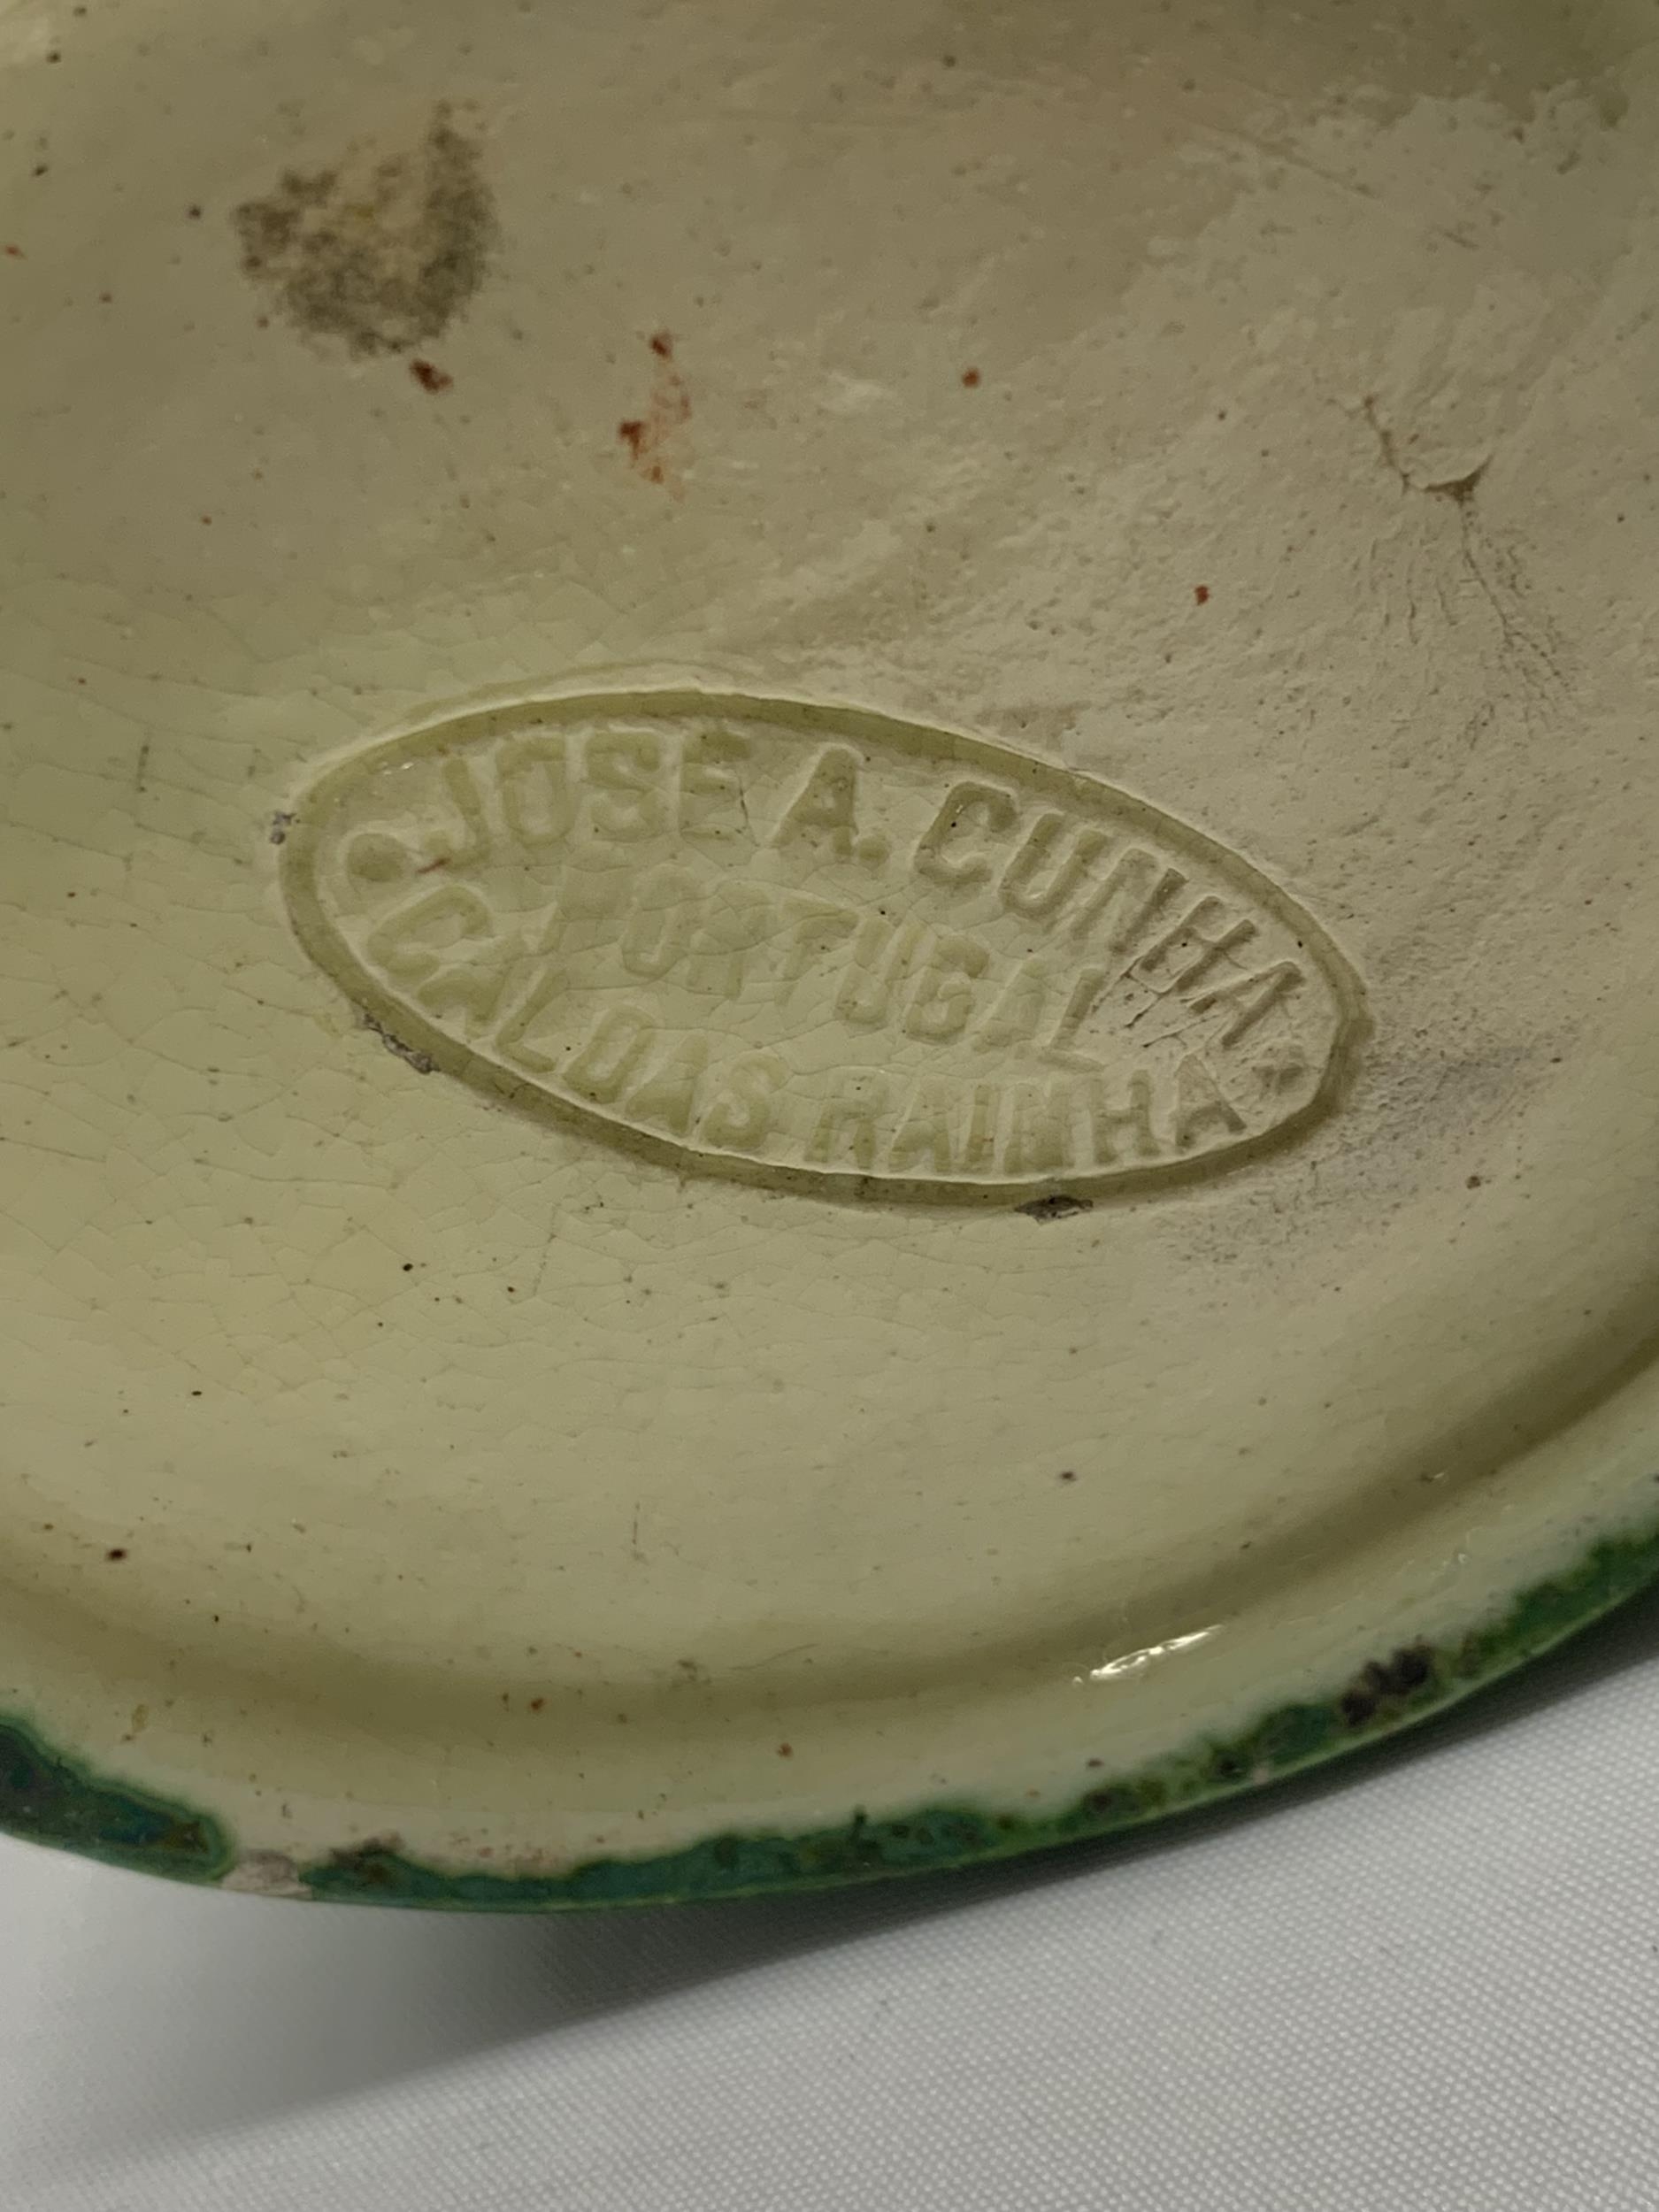 JOSE A. CUNHA
PORTUGAL
CALDAS RAINHA